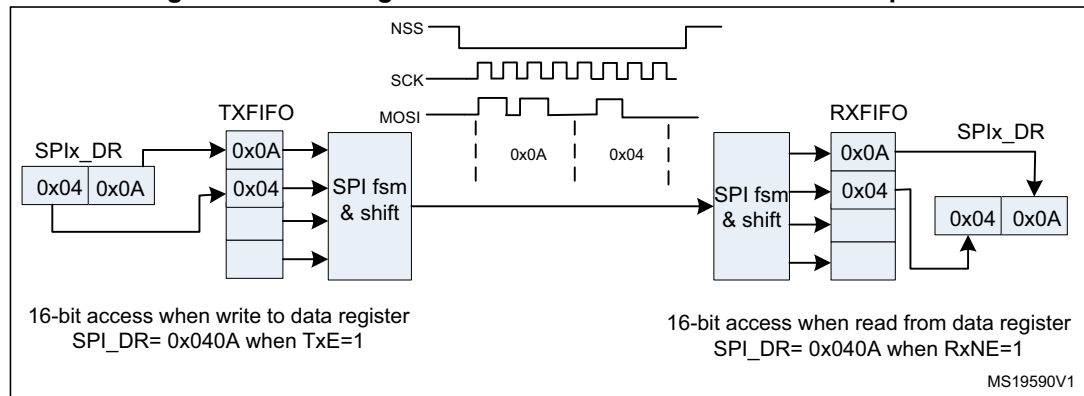 NSS
SCK
MOSI
TXFIFO
RXFIFO
SPIx_DR
SPIx_DR
0x0A
0x04
0x0A
0x04
0x0A
0x04
SPI fsm
& shift
SPI fsm
& shift
0x0A
0x04
0x04
0x0A
16-bit access when write to data register
SPI_DR= 0x040A when TxE=1
16-bit access when read from data register
SPI_DR= 0x040A when RxNE=1
MS19590V1